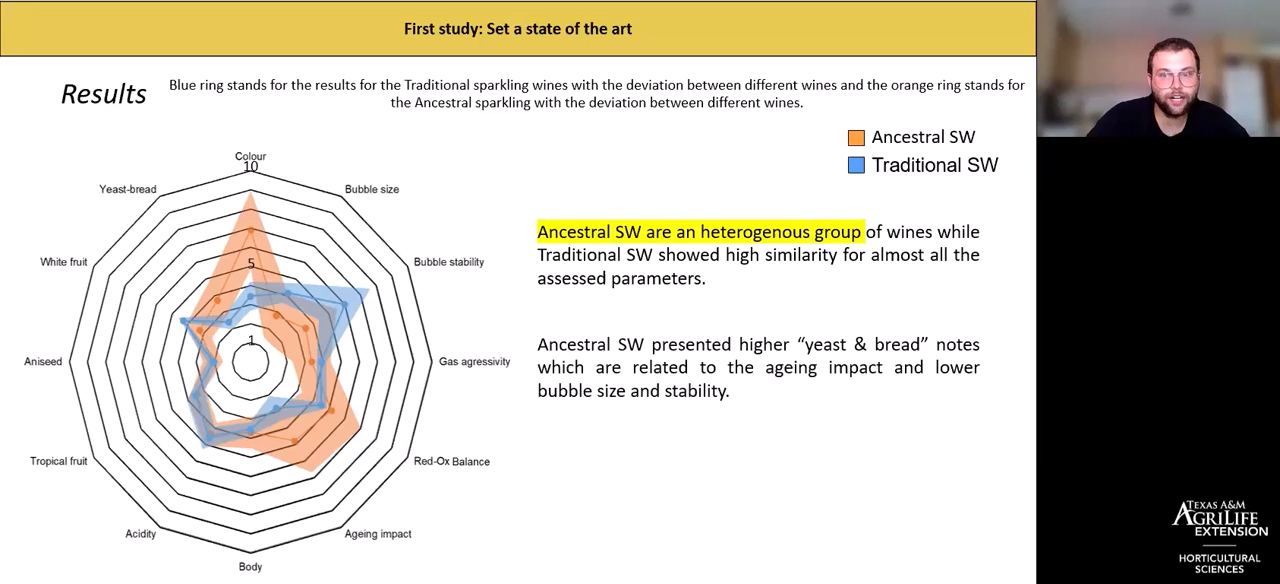 First study: Set a state of the art
Results
Blue ring stands for the results for the Traditional sparkling wines with the deviation between different wines and the orange ring stands for
the Ancestral sparkling with the deviation between different wines.
Ancestral SW
Traditional SW
Colour
10
Yeast-bread
Bubble size
White fruit
5
Bubble stability
1
Aniseed
Gas agressivity
Tropical fruit
Red-Ox Balance
Acidity
Ageing impact
Body
Ancestral SW are an heterogenous group of wines while
Traditional SW showed high similarity for almost all the
assessed parameters.
Ancestral SW presented higher “yeast & bread” notes
which are related to the ageing impact and lower
bubble size and stability.
TEXAS A&M
AGRILIFE
EXTENSION
HORTICULTURAL
SCIENCES